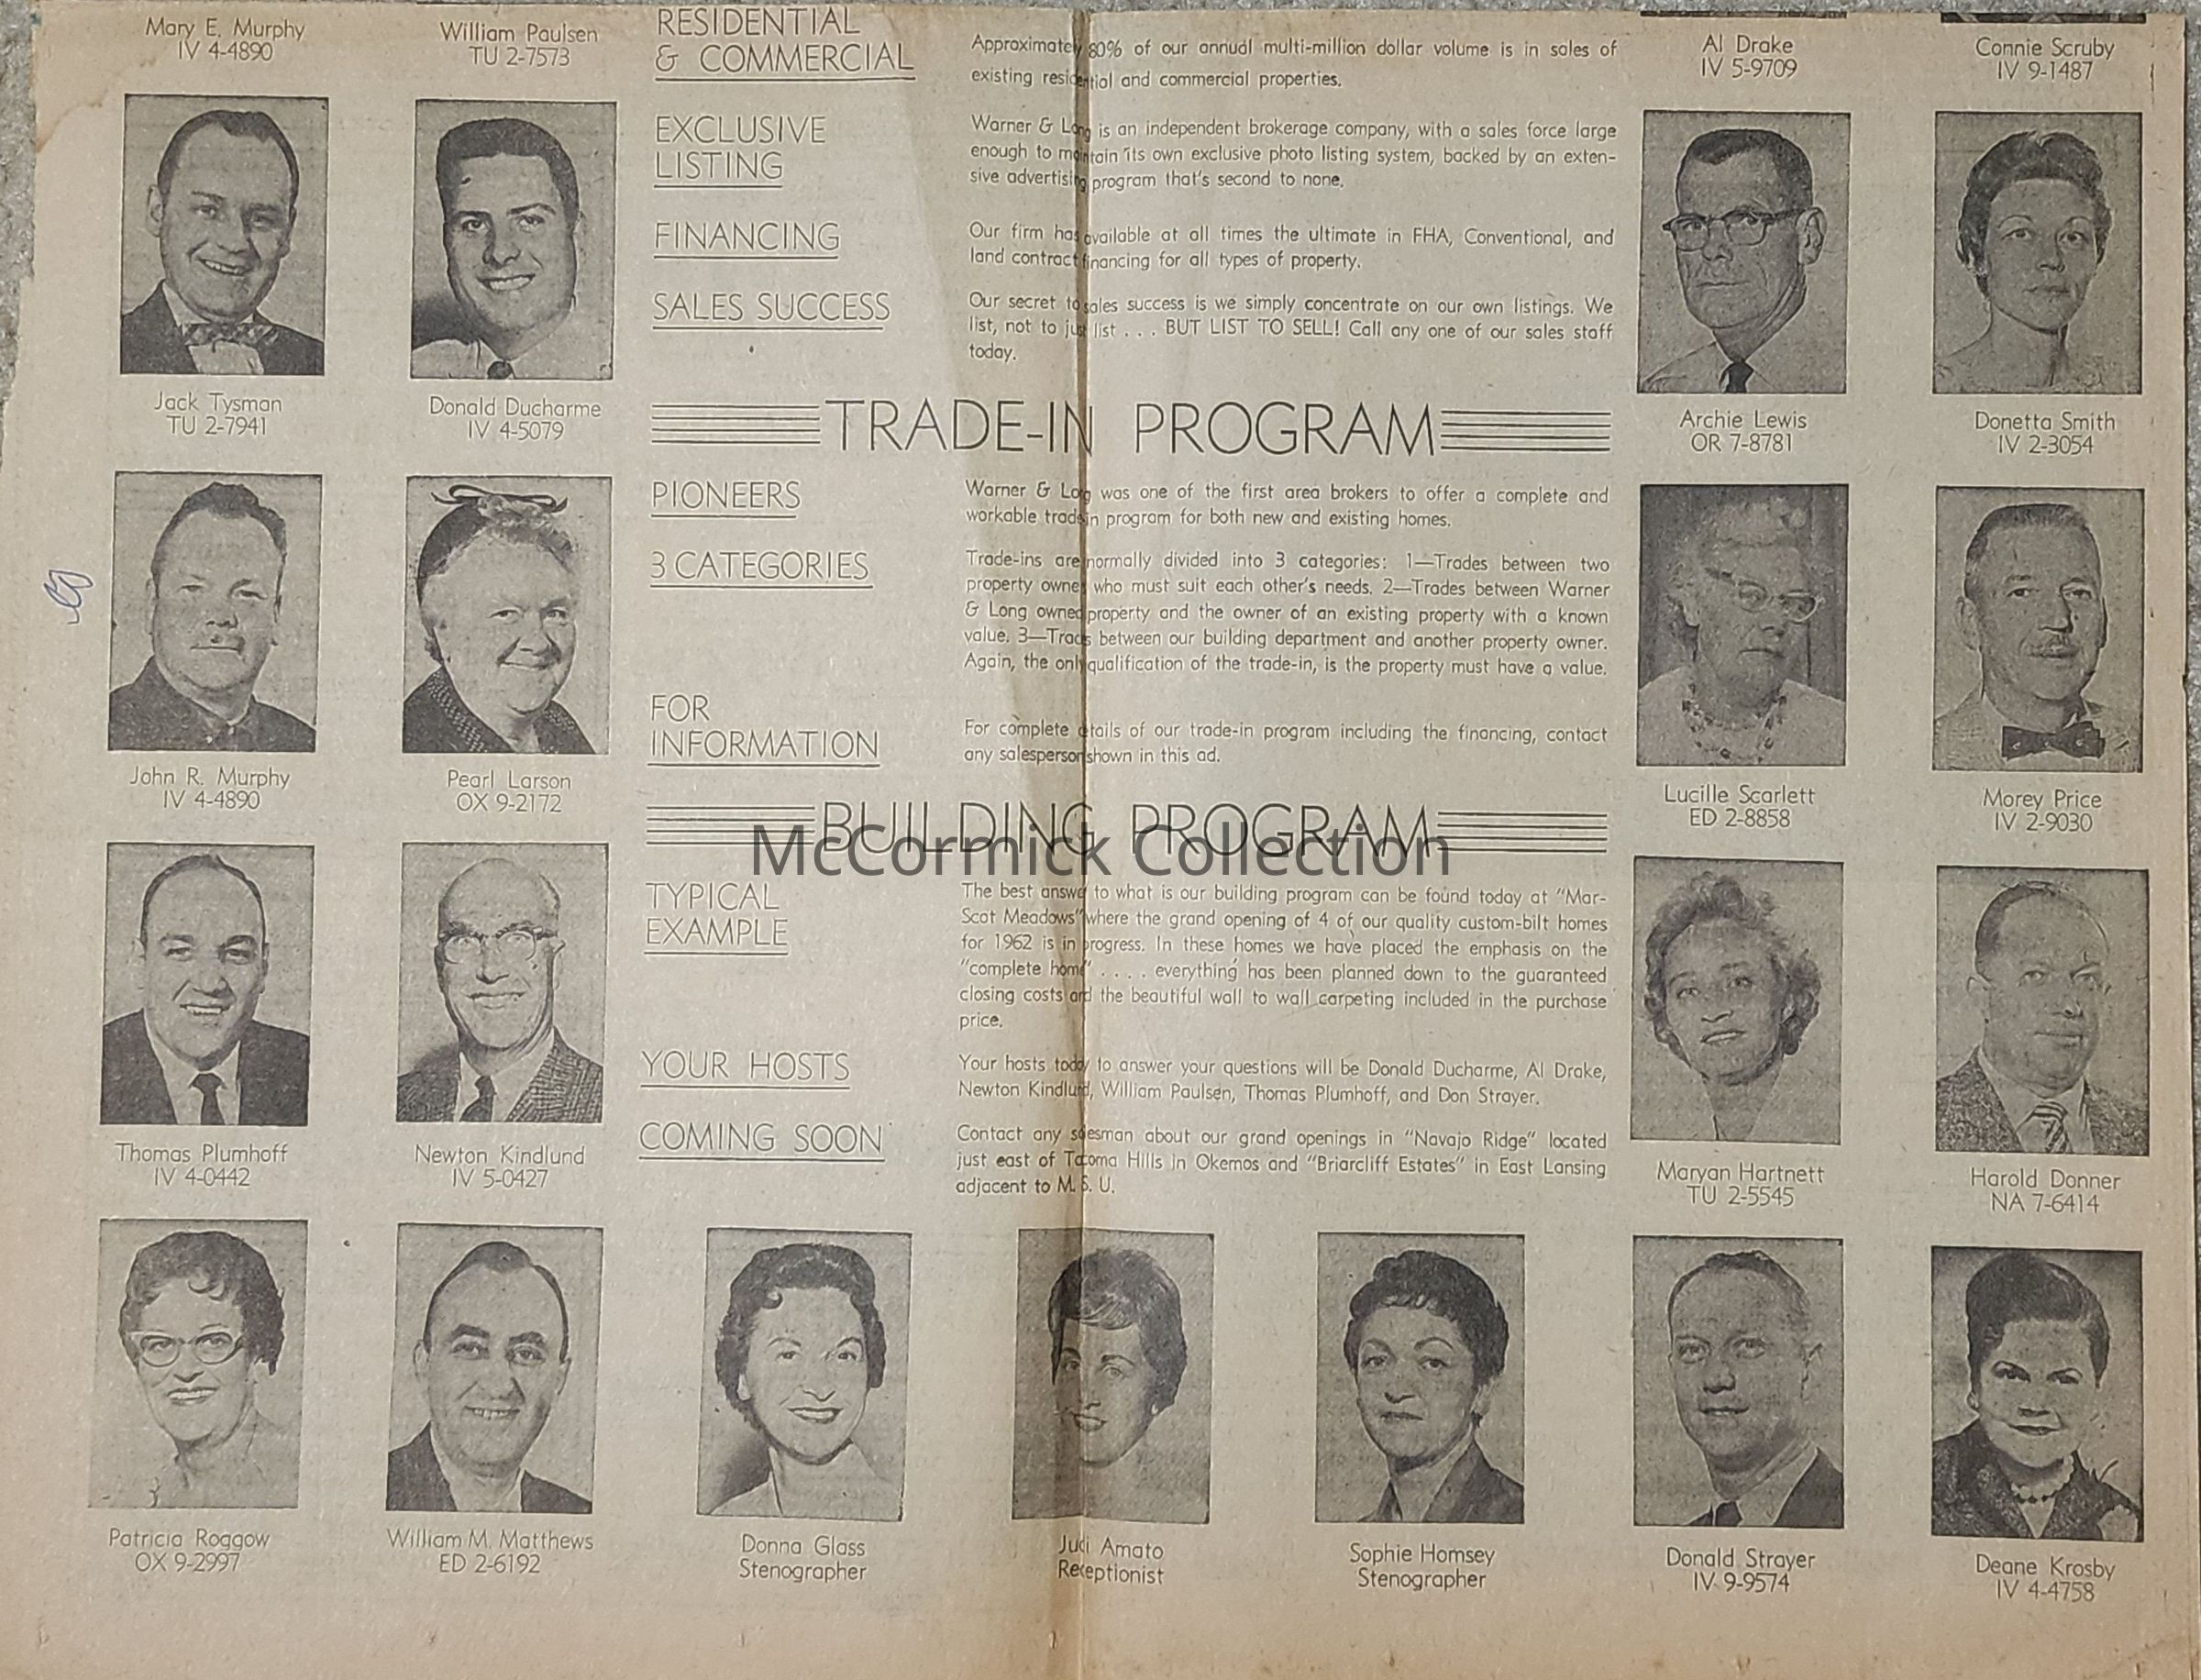 Mary E. Murphy
IV 4-4890
William Paulsen
TU 2-7573
RESIDENTIAL
& COMMERCIAL
Approximately 80% of our annual multi-million dollar volume is in sales of
existing residential and commercial properties.
Al Drake
IV 5-9709
Connie Scruby
IV 9-1487
EXCLUSIVE
LISTING
Warner & Long is an independent brokerage company, with a sales force large
enough to maintain its own exclusive photo listing system, backed by an exten-
sive advertising program that's second to none.
FINANCING
Our firm has available at all times the ultimate in FHA, Conventional, and
land contract financing for all types of property.
SALES SUCCESS
Our secret to sales success is we simply concentrate on our own listings. We
list, not to just list . . . BUT LIST TO SELL! Call any one of our sales staff
today.
Jack Tysman
TU 2-7941
Donald Ducharme
IV 4-5079
Archie Lewis
OR 7-8781
Donetta Smith
IV 2-3054
TRADE-IN PROGRAM
PIONEERS
Warner & Long was one of the first area brokers to offer a complete and
workable trade-in program for both new and existing homes.
3 CATEGORIES
Trade-ins are normally divided into 3 categories: 1—Trades between two
property owners who must suit each other's needs. 2—Trades between Warner
& Long owned property and the owner of an existing property with a known
value. 3—Trades between our building department and another property owner.
Again, the only qualification of the trade-in, is the property must have a value.
FOR
INFORMATION
For complete details of our trade-in program including the financing, contact
any salesperson shown in this ad.
John R. Murphy
IV 4-4890
Pearl Larson
OX 9-2172
Lucille Scarlett
ED 2-8858
Morey Price
IV 2-9030
BUILDING PROGRAM
McCormick Collection
TYPICAL
EXAMPLE
The best answer to what is our building program can be found today at "Mar-
Scot Meadows" where the grand opening of 4 of our quality custom-bilt homes
for 1962 is in progress. In these homes we have placed the emphasis on the
"complete home" . . . . everything has been planned down to the guaranteed
closing costs and the beautiful wall to wall carpeting included in the purchase
price.
YOUR HOSTS
Your hosts today to answer your questions will be Donald Ducharme, Al Drake,
Newton Kindlund, William Paulsen, Thomas Plumhoff, and Don Strayer.
COMING SOON
Contact any salesman about our grand openings in "Navajo Ridge" located
just east of Tacoma Hills in Okemos and "Briarcliff Estates" in East Lansing
adjacent to M. S. U.
Thomas Plumhoff
IV 4-0442
Newton Kindlund
IV 5-0427
Maryan Hartnett
TU 2-5545
Harold Donner
NA 7-6414
Patricia Roggow
OX 9-2997
William M. Matthews
ED 2-6192
Donna Glass
Stenographer
Judi Amato
Receptionist
Sophie Homsey
Stenographer
Donald Strayer
IV 9-9574
Deane Krosby
IV 4-4758